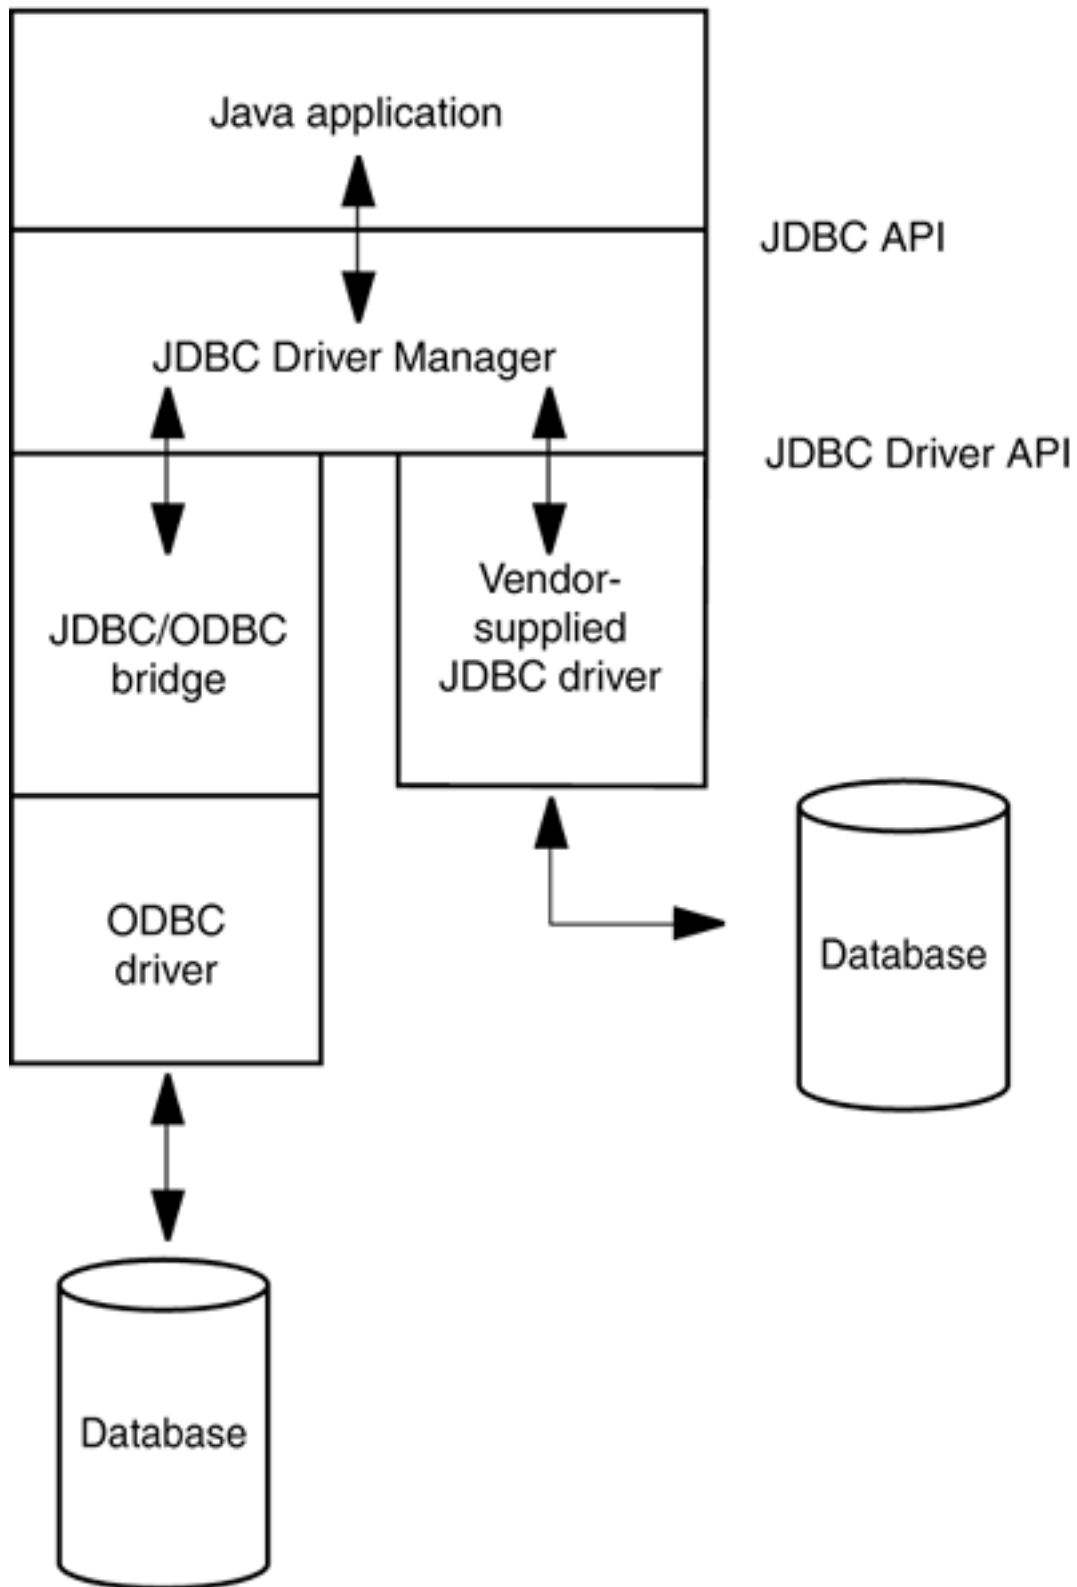 Java application
JDBC API
JDBC Driver Manager
JDBC Driver API
JDBC/ODBC
bridge
Vendor-
supplied
JDBC driver
ODBC
driver
Database
Database